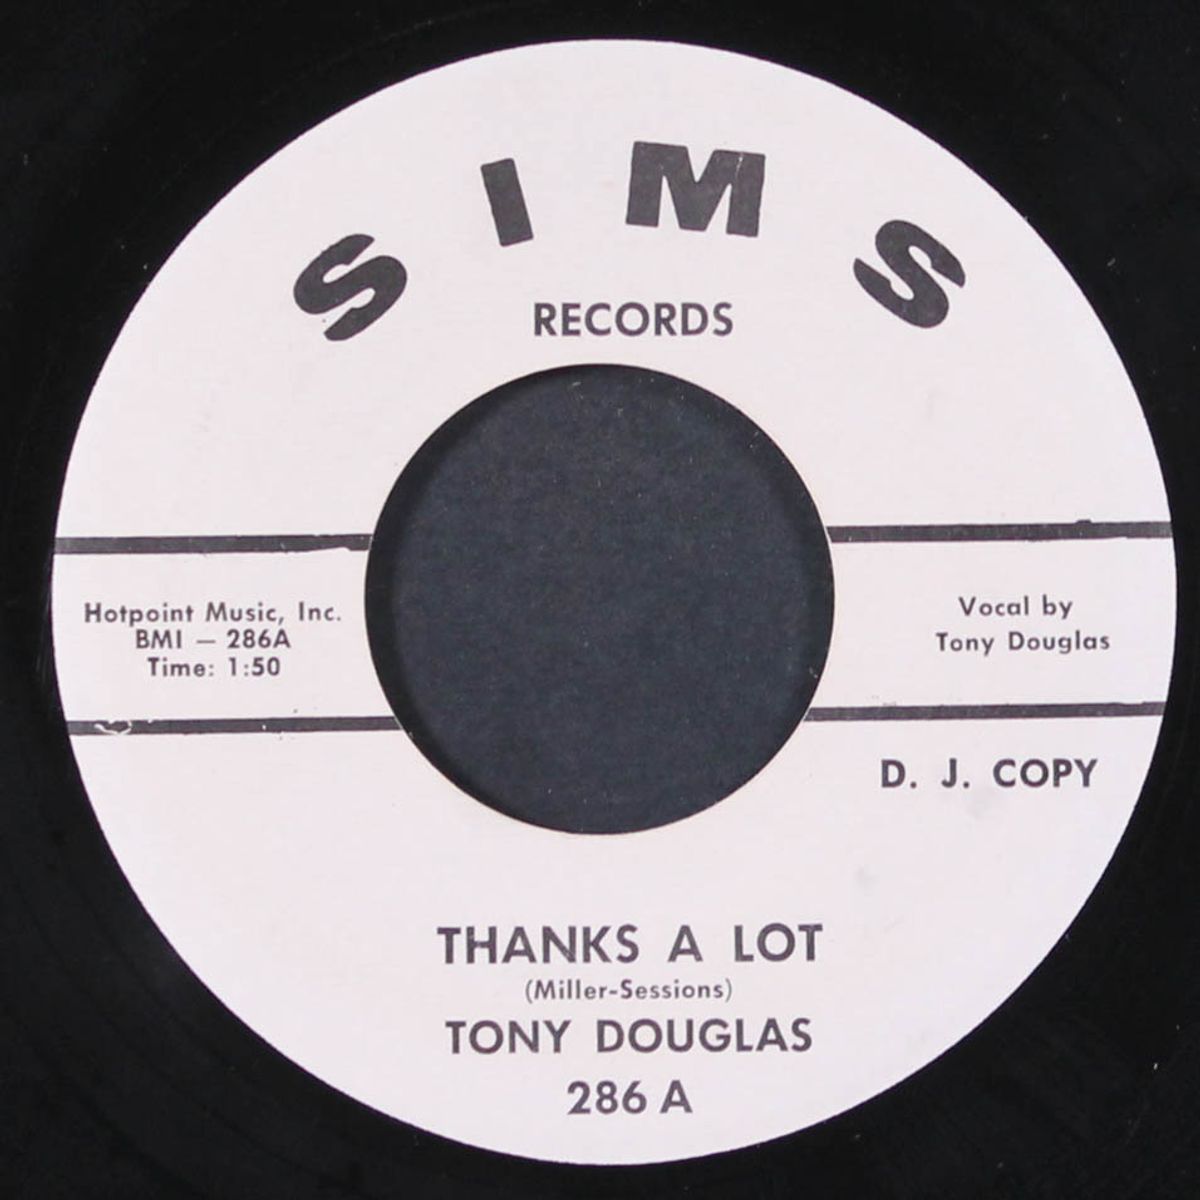 SIMS
RECORDS
Hotpoint Music, Inc.
BMI — 286A
Time: 1:50
Vocal by
Tony Douglas
D. J. COPY
THANKS A LOT
(Miller-Sessions)
TONY DOUGLAS
286 A